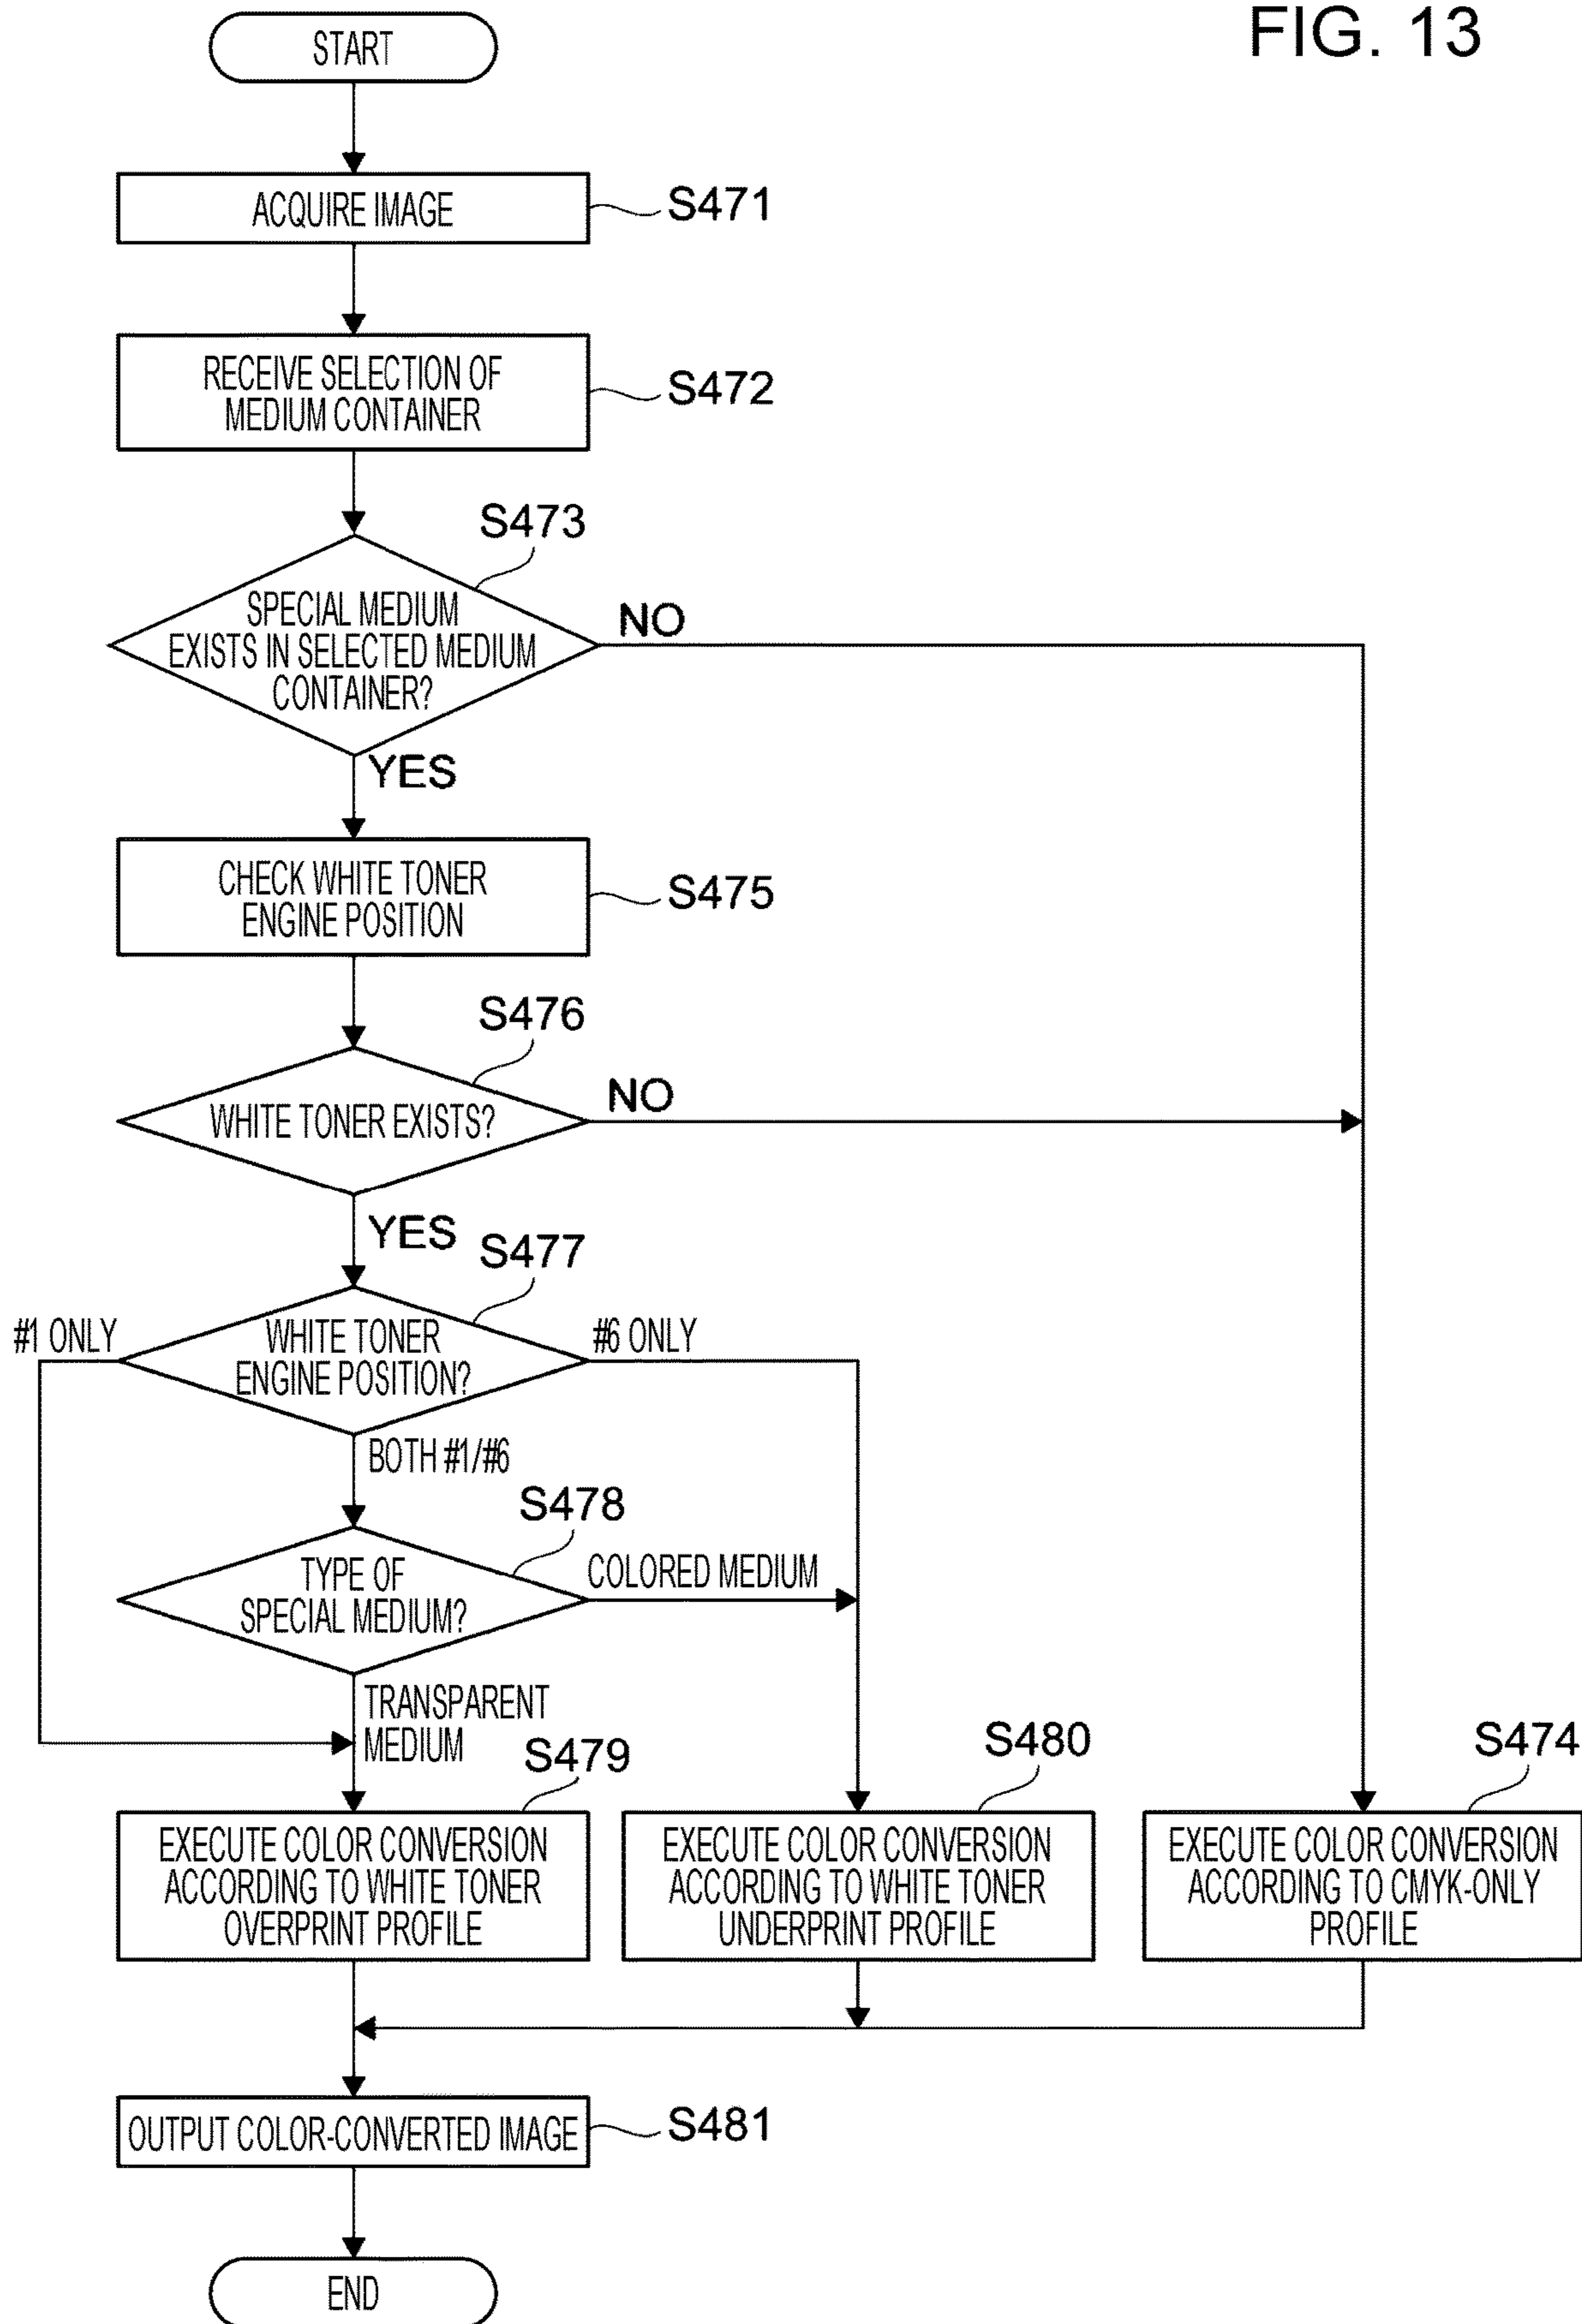 FIG. 13
START
ACQUIRE IMAGE
S471
RECEIVE SELECTION OF
MEDIUM CONTAINER
S472
S473
SPECIAL MEDIUM
EXISTS IN SELECTED MEDIUM
CONTAINER?
NO
YES
CHECK WHITE TONER
ENGINE POSITION
S475
S476
WHITE TONER EXISTS?
NO
YES
S477
#1 ONLY
WHITE TONER
ENGINE POSITION?
#6 ONLY
BOTH #1/#6
S478
TYPE OF
SPECIAL MEDIUM?
COLORED MEDIUM
TRANSPARENT
MEDIUM
S479
EXECUTE COLOR CONVERSION
ACCORDING TO WHITE TONER
OVERPRINT PROFILE
S480
EXECUTE COLOR CONVERSION
ACCORDING TO WHITE TONER
UNDERPRINT PROFILE
S474
EXECUTE COLOR CONVERSION
ACCORDING TO CMYK-ONLY
PROFILE
OUTPUT COLOR-CONVERTED IMAGE
S481
END